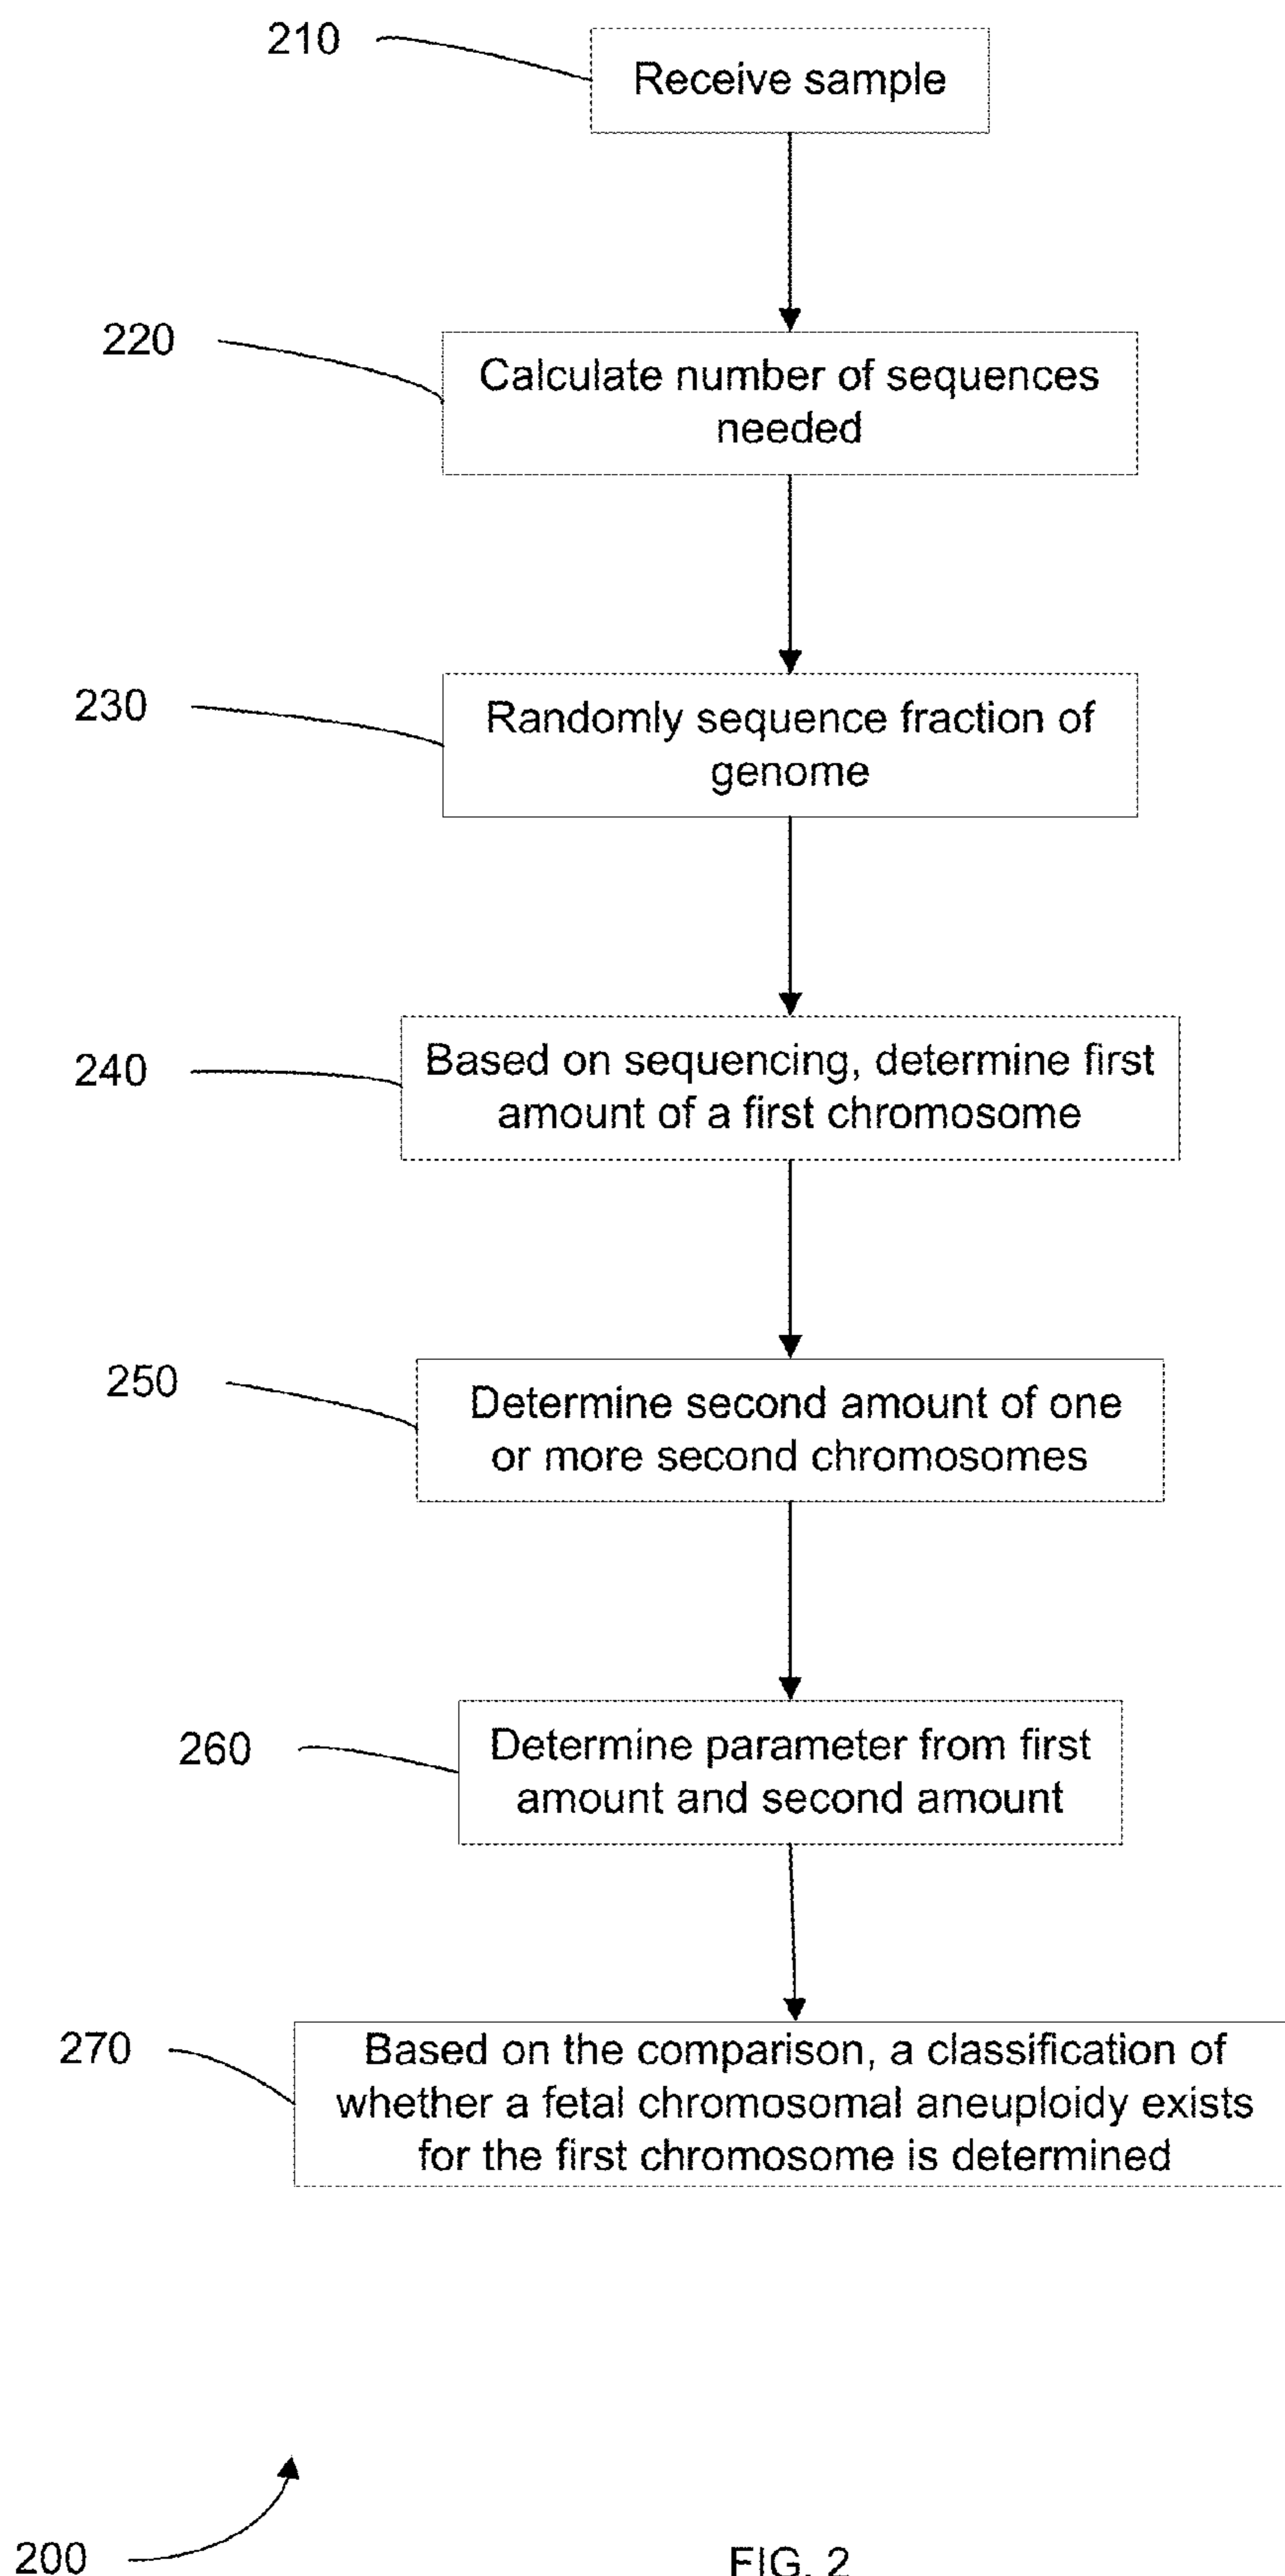 210
Receive sample
220
Calculate number of sequences
needed
230
Randomly sequence fraction of
genome
240
Based on sequencing, determine first
amount of a first chromosome
250
Determine second amount of one
or more second chromosomes
260
Determine parameter from first
amount and second amount
270
Based on the comparison, a classification of
whether a fetal chromosomal aneuploidy exists
for the first chromosome is determined
200
FIG. 2